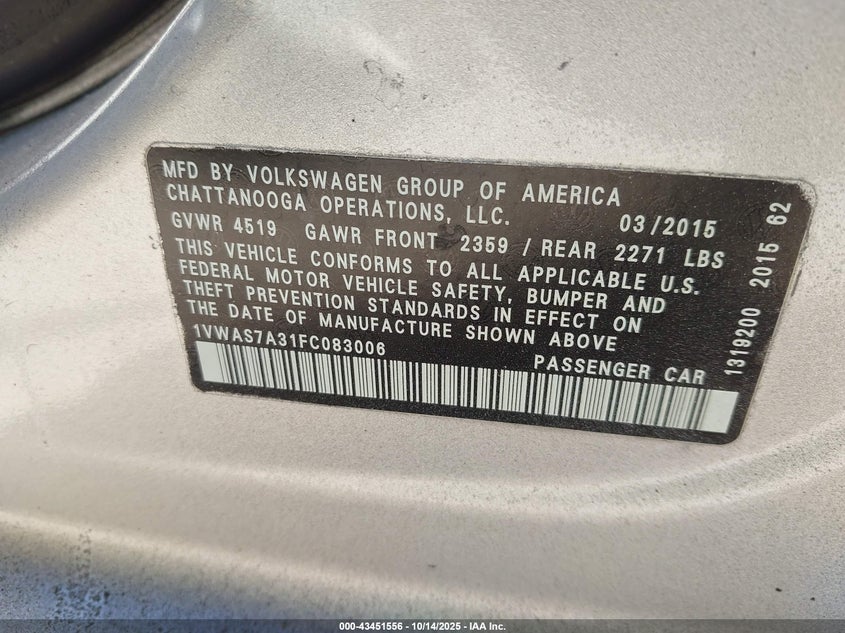 MFD BY VOLKSWAGEN GROUP OF AMERICA
CHATTANOOGA OPERATIONS, LLC. 03/2015
GVWR 4519 GAWR FRONT 2359 / REAR 2271 LBS
THIS VEHICLE CONFORMS TO ALL APPLICABLE U.S.
FEDERAL MOTOR VEHICLE SAFETY, BUMPER AND
THEFT PREVENTION STANDARDS IN EFFECT ON
THE DATE OF MANUFACTURE SHOWN ABOVE
1VWAS7A31FC083006 PASSENGER CAR
1319200 2015 62
000-43451556 - 10/14/2025 - IAA Inc.